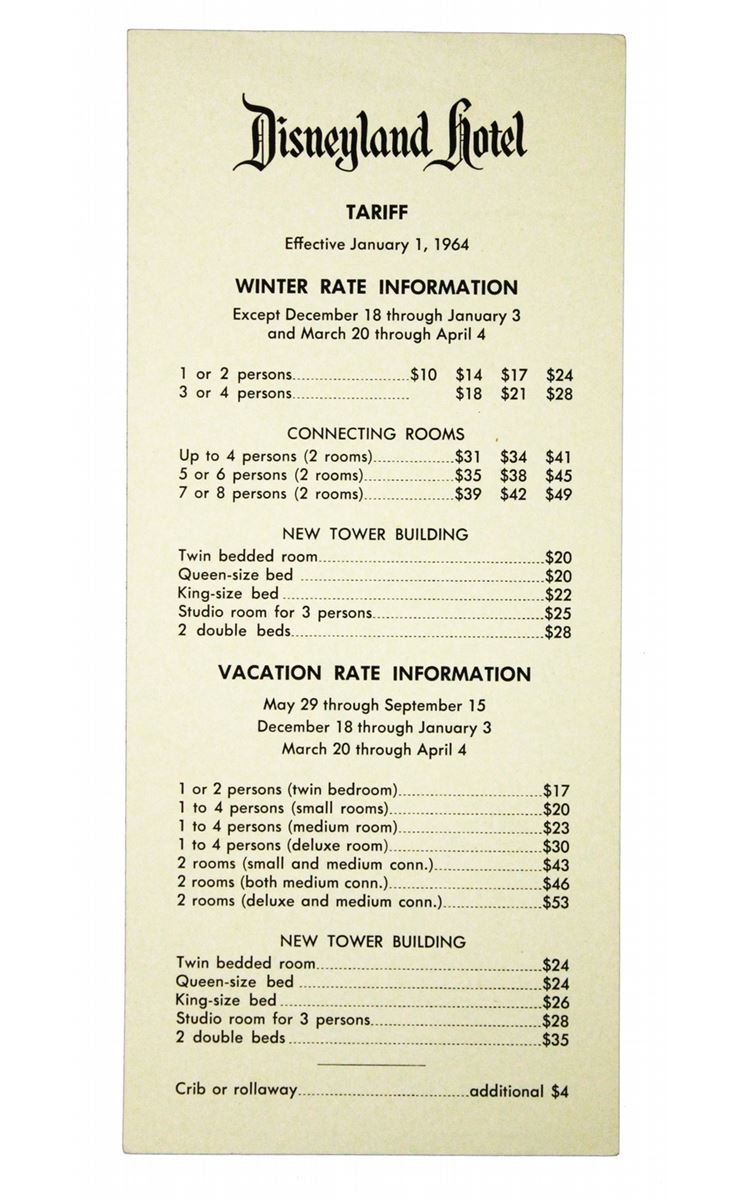 Disneyland Hotel
TARIFF
Effective January 1, 1964
WINTER RATE INFORMATION
Except December 18 through January 3
and March 20 through April 4
1 or 2 persons..........................$10 $14 $17 $24
3 or 4 persons.......................... $18 $21 $28
CONNECTING ROOMS
Up to 4 persons (2 rooms)..................$31 $34 $41
5 or 6 persons (2 rooms)....................$35 $38 $45
7 or 8 persons (2 rooms)....................$39 $42 $49
NEW TOWER BUILDING
Twin bedded room..................................................$20
Queen-size bed ......................................................$20
King-size bed ..........................................................$22
Studio room for 3 persons......................................$25
2 double beds........................................................$28
VACATION RATE INFORMATION
May 29 through September 15
December 18 through January 3
March 20 through April 4
1 or 2 persons (twin bedroom)................................$17
1 to 4 persons (small rooms)..................................$20
1 to 4 persons (medium room)................................$23
1 to 4 persons (deluxe room)..................................$30
2 rooms (small and medium conn.)........................$43
2 rooms (both medium conn.)..................................$46
2 rooms (deluxe and medium conn.)......................$53
NEW TOWER BUILDING
Twin bedded room..................................................$24
Queen-size bed ......................................................$24
King-size bed ..........................................................$26
Studio room for 3 persons......................................$28
2 double beds ........................................................$35
Crib or rollaway......................................additional $4